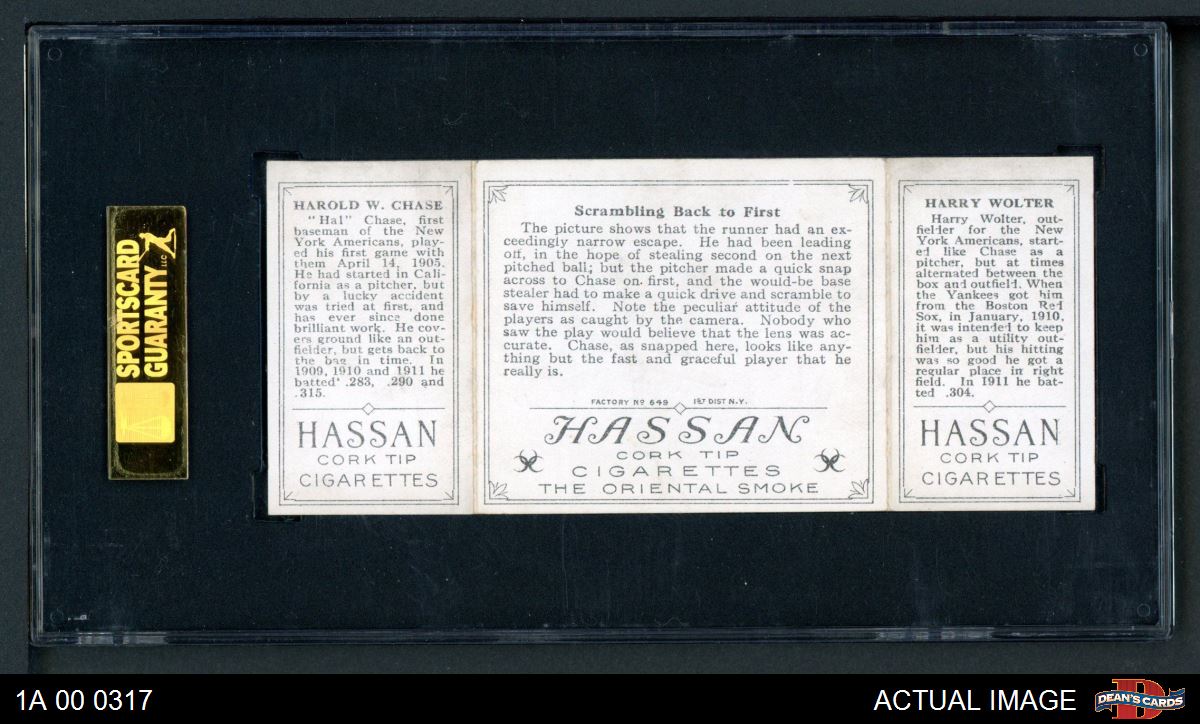 SPORTSCARD
GUARANTY LLC
HAROLD W. CHASE
"Hal" Chase, first
baseman of the New
York Americans, play-
ed his first game with
them April 14, 1905.
He had started in Cali-
fornia as a pitcher, but
by a lucky accident
was tried at first, and
has ever since done
brilliant work. He cov-
ers ground like an out-
fielder, but gets back to
the bag in time. In
1909, 1910 and 1911 he
batted .283, .290 and
.315.
HASSAN
CORK TIP
CIGARETTES
Scrambling Back to First
The picture shows that the runner had an ex-
ceedingly narrow escape. He had been leading
off, in the hope of stealing second on the next
pitched ball; but the pitcher made a quick snap
across to Chase on first, and the would-be base
stealer had to make a quick drive and scramble to
save himself. Note the peculiar attitude of the
players as caught by the camera. Nobody who
saw the play would believe that the lens was ac-
curate. Chase, as snapped here, looks like any-
thing but the fast and graceful player that he
really is.
FACTORY No 649 1st DIST N.Y.
HASSAN
CORK TIP
CIGARETTES
THE ORIENTAL SMOKE
HARRY WOLTER
Harry Wolter, out-
fielder for the New
York Americans, start-
ed like Chase as a
pitcher, but at times
alternated between the
box and outfield. When
the Yankees got him
from the Boston Red
Sox, in January, 1910,
it was intended to keep
him as a utility out-
fielder, but his hitting
was so good he got a
regular place in right
field. In 1911 he bat-
ted .304.
HASSAN
CORK TIP
CIGARETTES
1A 00 0317
ACTUAL IMAGE
DEAN'S CARDS